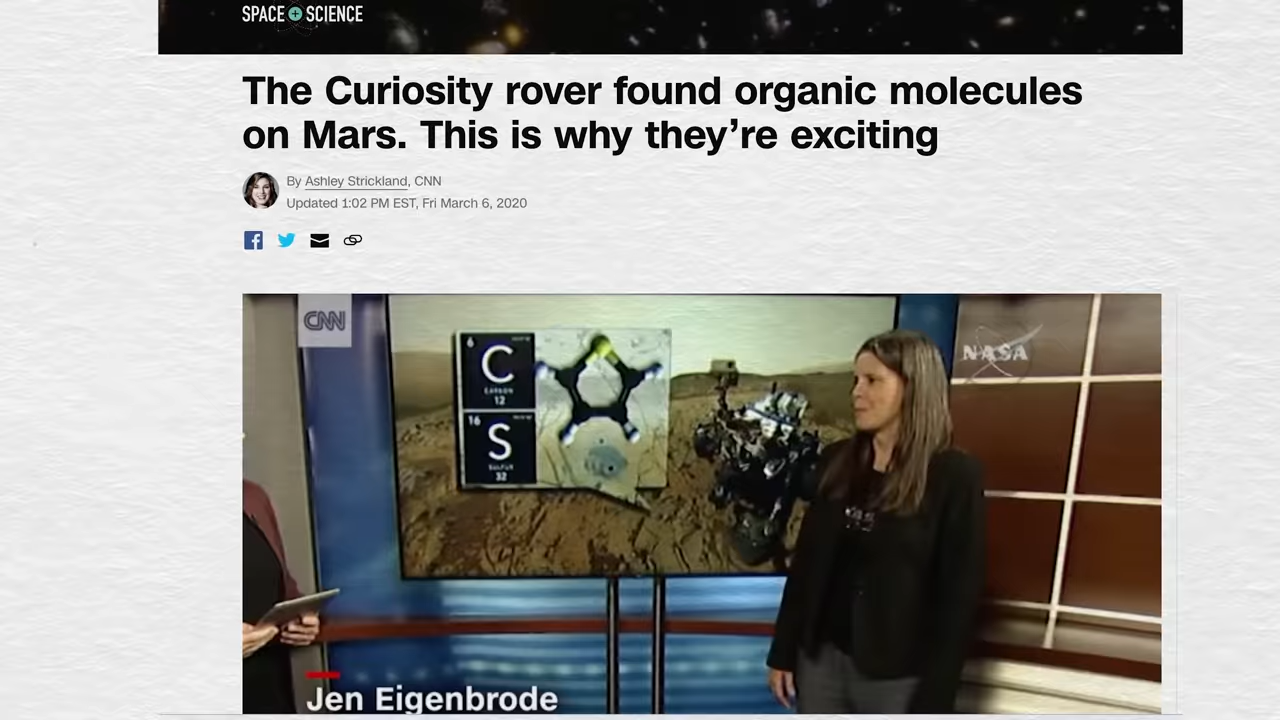 SPACE+SCIENCE
The Curiosity rover found organic molecules
on Mars. This is why they’re exciting
By Ashley Strickland, CNN
Updated 1:02 PM EST, Fri March 6, 2020
CNN
NASA
6
C
CARBON
12
16
S
SULFUR
32
Jen Eigenbrode